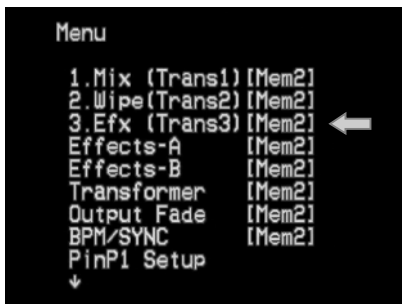 Menu
1.Mix (Trans1)[Mem2]
2.Wipe(Trans2)[Mem2]
3.Efx (Trans3)[Mem2]
Effects-A [Mem2]
Effects-B [Mem2]
Transformer [Mem2]
Output Fade [Mem2]
BPM/SYNC [Mem2]
PinP1 Setup